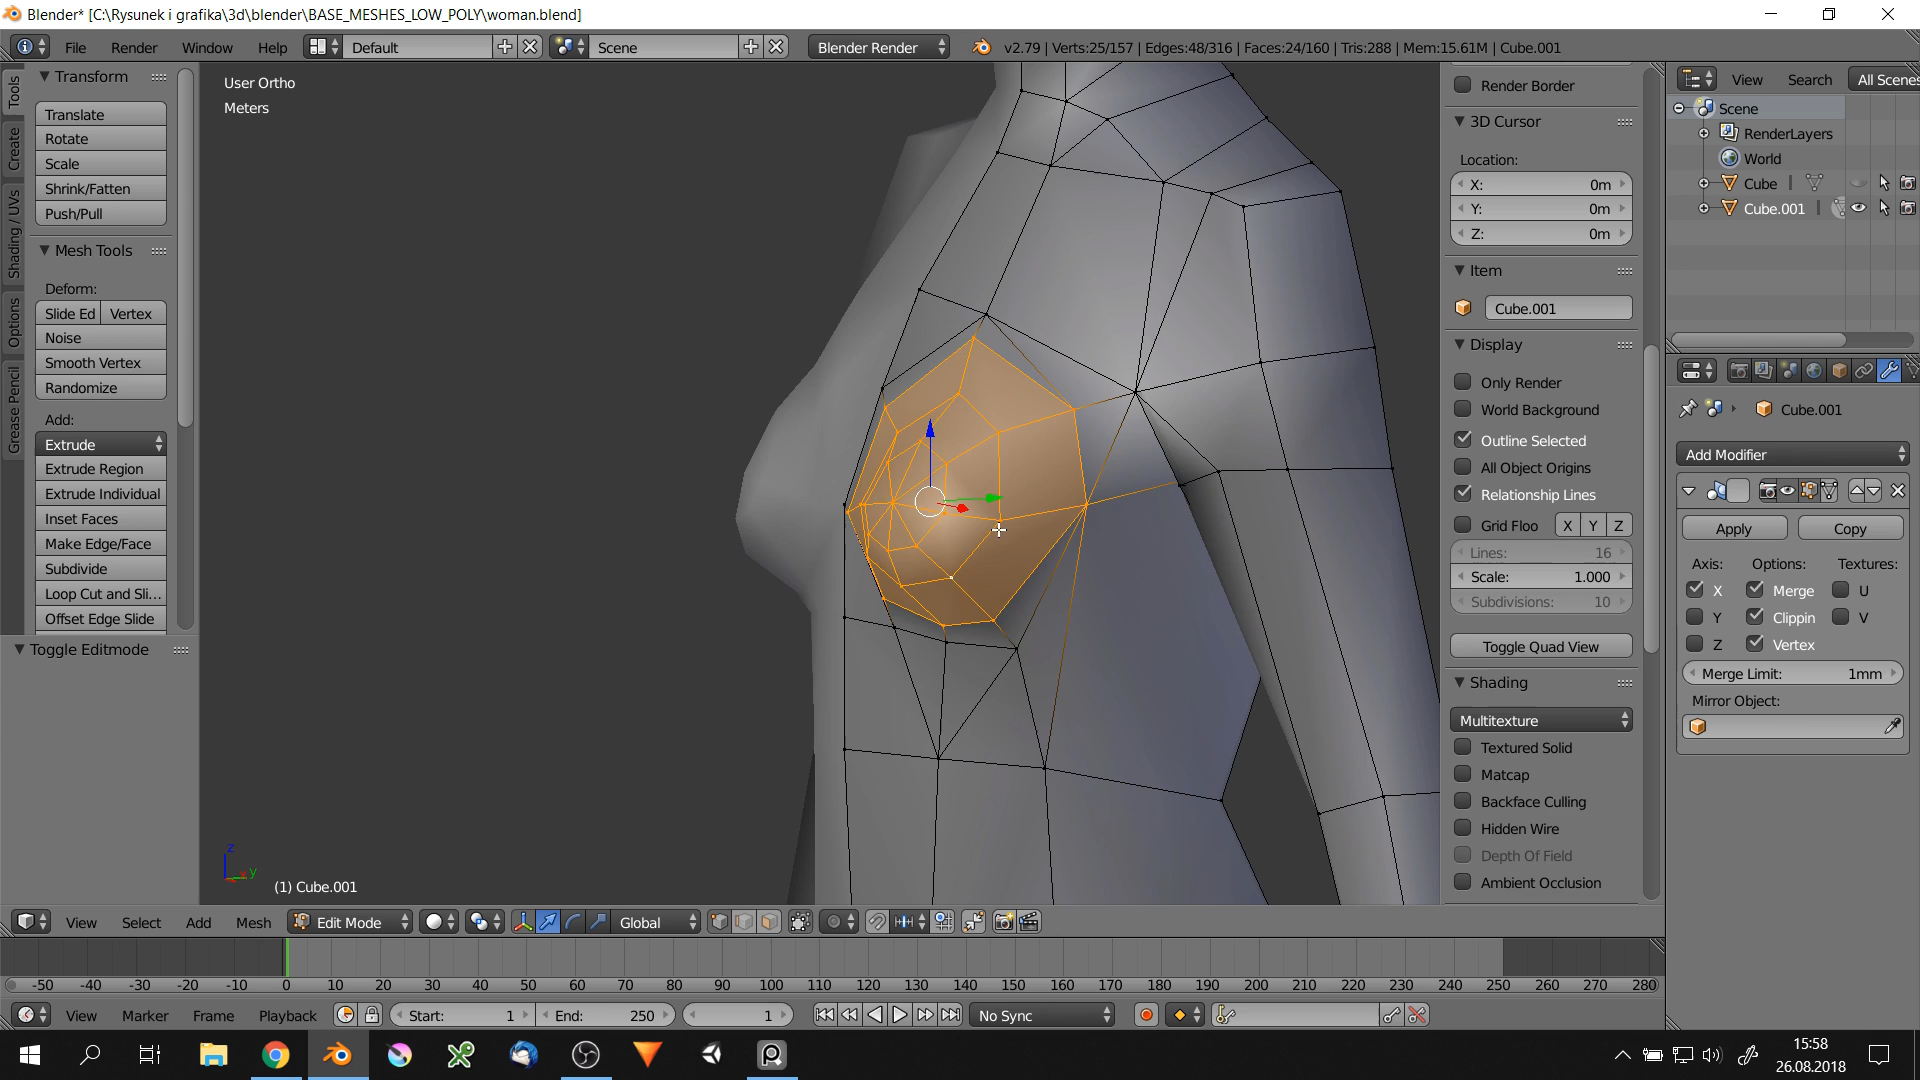 Blender* [C:\Rysunek i grafika\3d\blender\BASE_MESHES_LOW_POLY\woman.blend]
File Render Window Help Default Scene Blender Render v2.79 | Verts:25/157 | Edges:48/316 | Faces:24/160 | Tris:288 | Mem:15.61M | Cube.001
Tools
Create
Shading / UVs
Options
Grease Pencil
Transform
Translate
Rotate
Scale
Shrink/Fatten
Push/Pull
Mesh Tools
Deform:
Slide Ed Vertex
Noise
Smooth Vertex
Randomize
Add:
Extrude
Extrude Region
Extrude Individual
Inset Faces
Make Edge/Face
Subdivide
Loop Cut and Sli...
Offset Edge Slide
Toggle Editmode
User Ortho
Meters
z
x y
(1) Cube.001
Render Border
3D Cursor
Location:
X: 0m
Y: 0m
Z: 0m
Item
Cube.001
Display
Only Render
World Background
Outline Selected
All Object Origins
Relationship Lines
Grid Floo X Y Z
Lines: 16
Scale: 1.000
Subdivisions: 10
Toggle Quad View
Shading
Multitexture
Textured Solid
Matcap
Backface Culling
Hidden Wire
Depth Of Field
Ambient Occlusion
View Search All Scenes
Scene
RenderLayers
World
Cube
Cube.001
Cube.001
Add Modifier
Apply Copy
Axis: Options: Textures:
X Merge U
Y Clippin V
Z Vertex
Merge Limit: 1mm
Mirror Object:
View Select Add Mesh Edit Mode Global
-50 -40 -30 -20 -10 0 10 20 30 40 50 60 70 80 90 100 110 120 130 140 150 160 170 180 190 200 210 220 230 240 250 260 270 280
View Marker Frame Playback Start: 1 End: 250 1 No Sync
15:58
26.08.2018